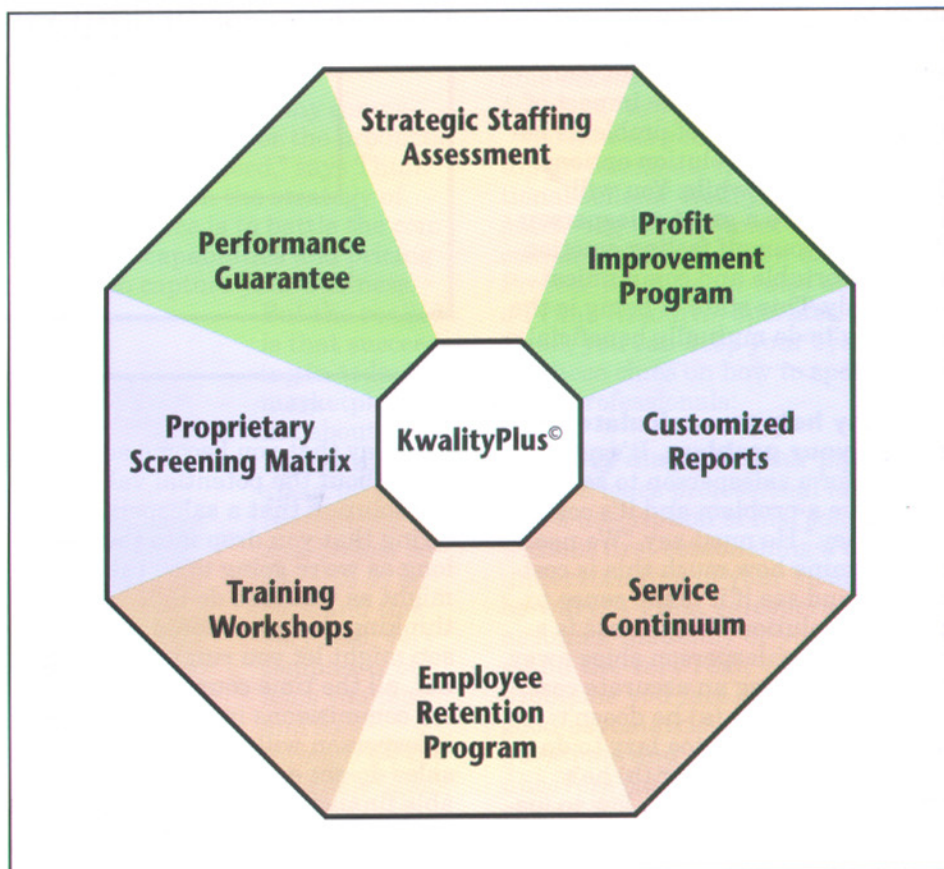 Strategic Staffing
Assessment
Profit
Improvement
Program
Customized
Reports
Service
Continuum
Employee
Retention
Program
Training
Workshops
Proprietary
Screening Matrix
Performance
Guarantee
KwalityPlus©